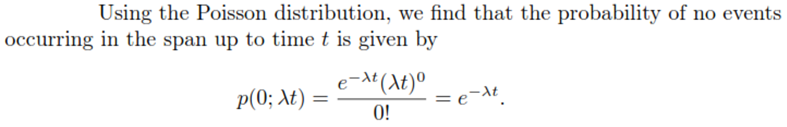 Using the Poisson distribution, we find that the probability of no events
occurring in the span up to time t is given by
p(0; λt) = e^{−λt}(λt)^0 / 0! = e^{−λt}.